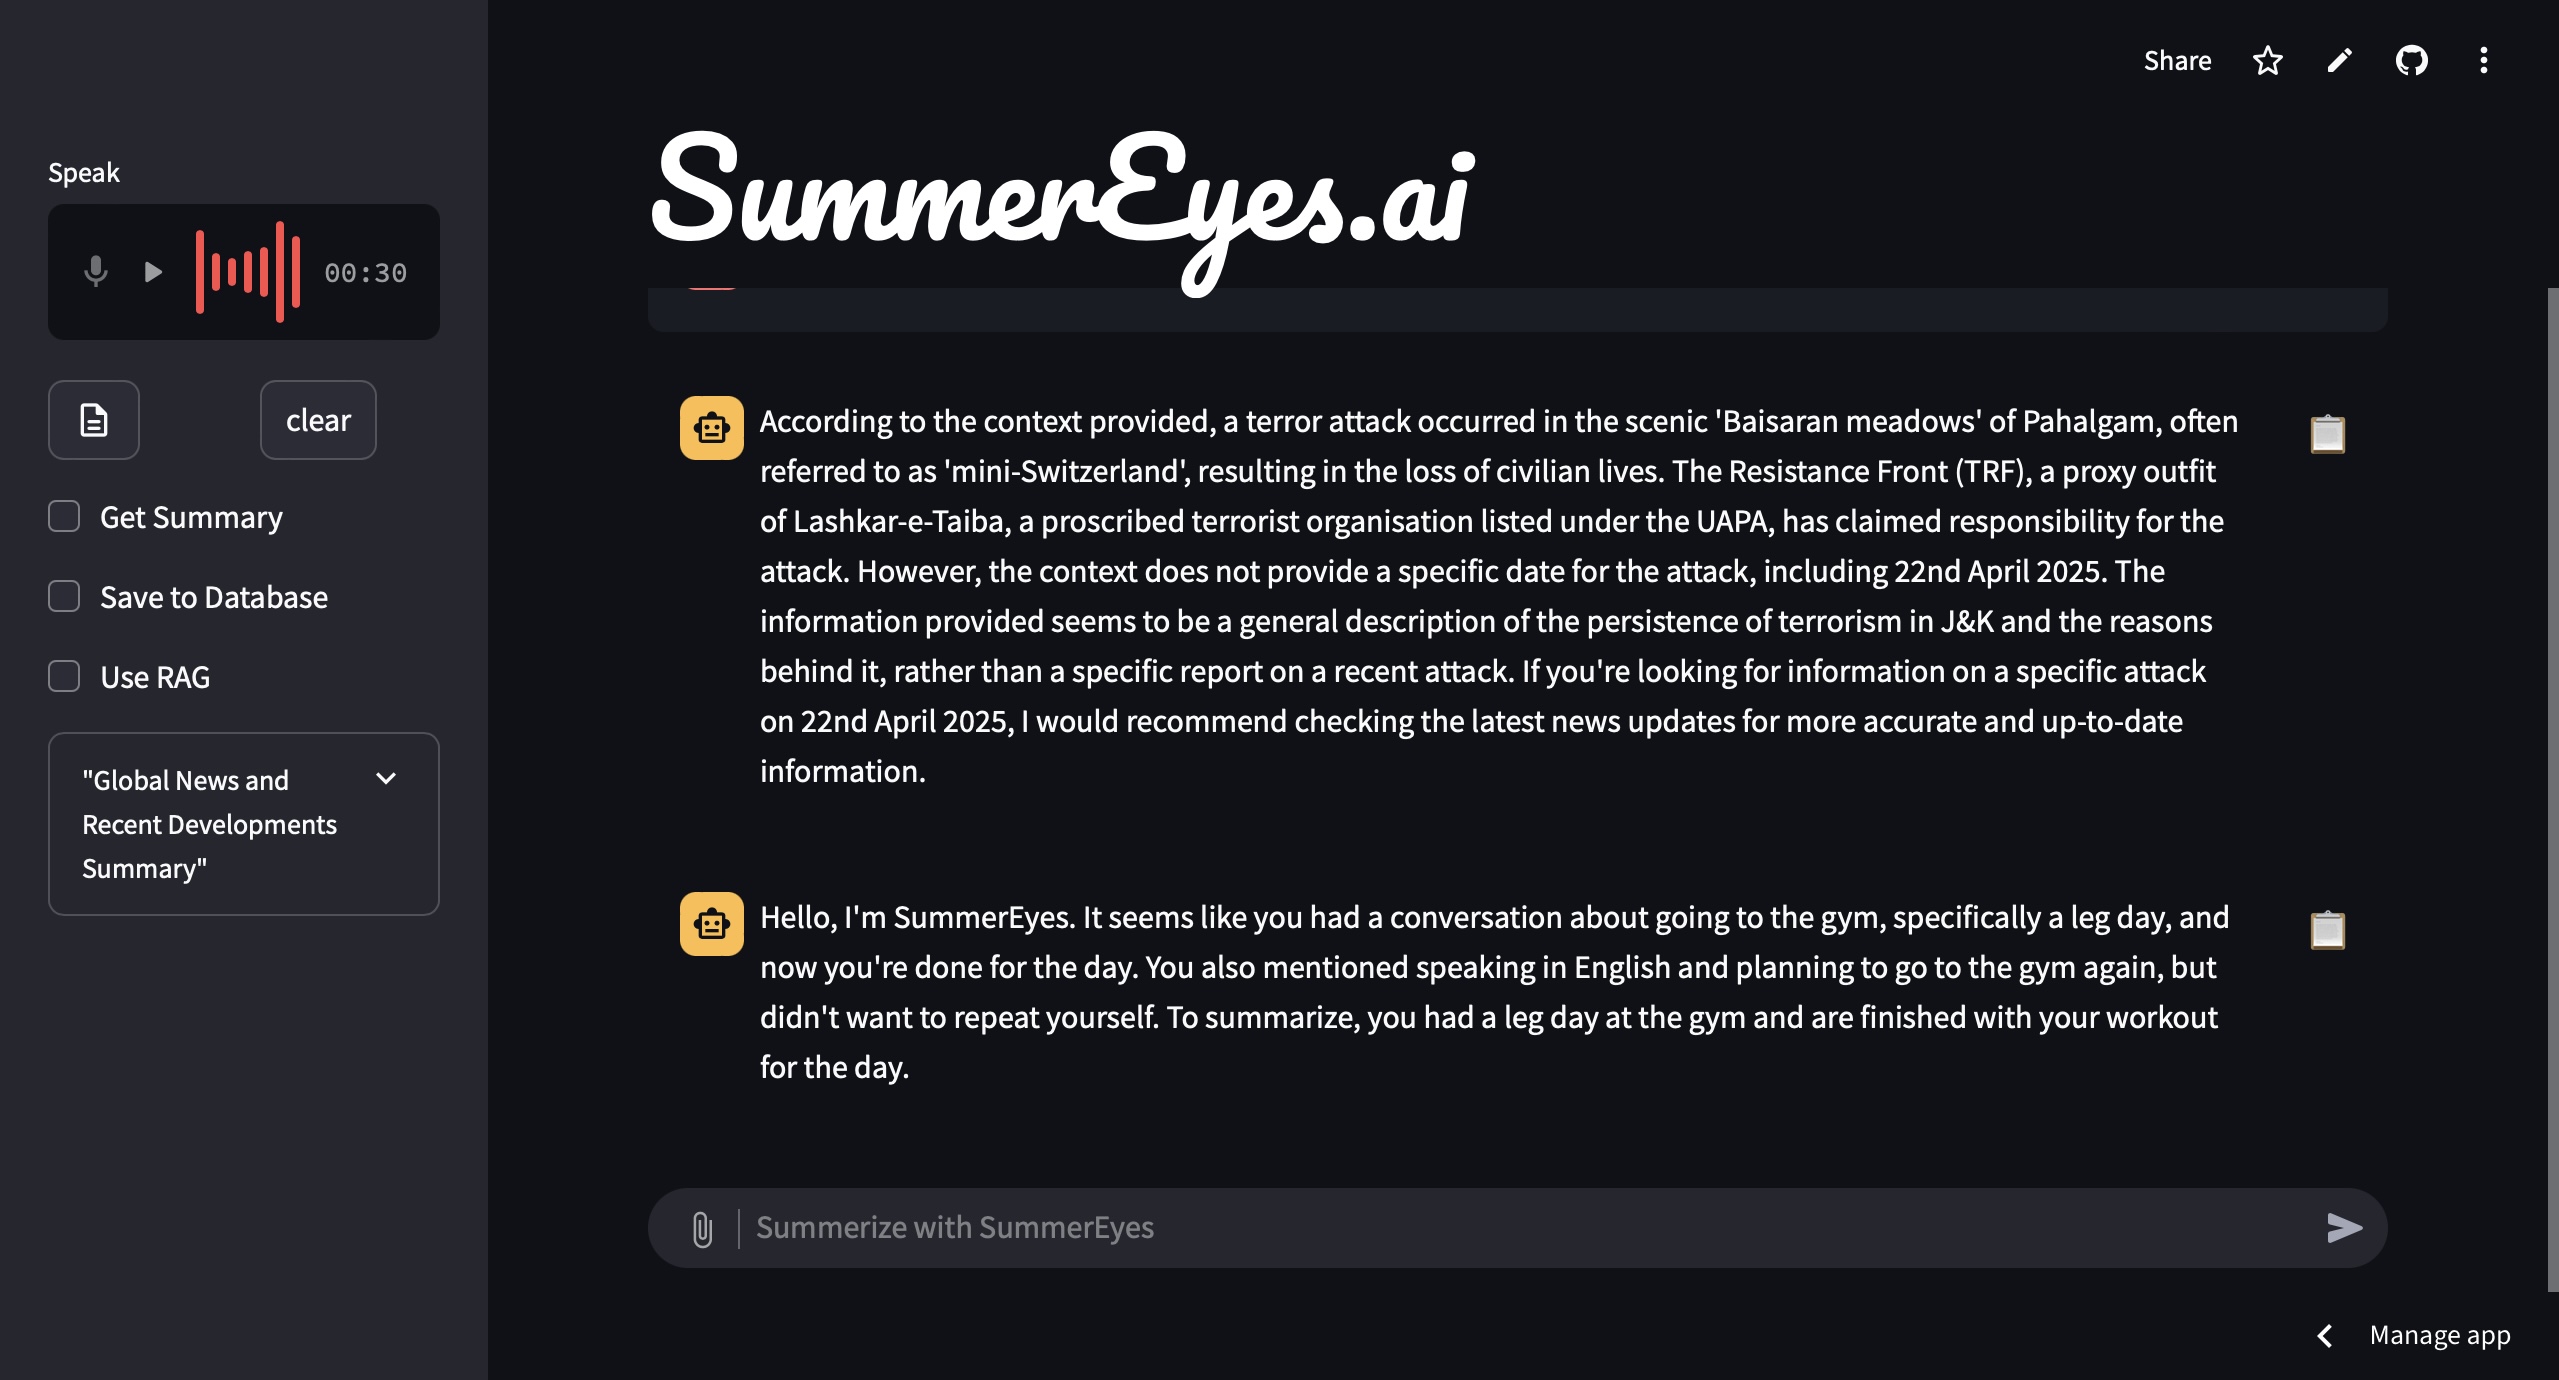 Share
SummerEyes.ai
Speak
00:30
clear
Get Summary
Save to Database
Use RAG
"Global News and
Recent Developments
Summary"
According to the context provided, a terror attack occurred in the scenic 'Baisaran meadows' of Pahalgam, often
referred to as 'mini-Switzerland', resulting in the loss of civilian lives. The Resistance Front (TRF), a proxy outfit
of Lashkar-e-Taiba, a proscribed terrorist organisation listed under the UAPA, has claimed responsibility for the
attack. However, the context does not provide a specific date for the attack, including 22nd April 2025. The
information provided seems to be a general description of the persistence of terrorism in J&K and the reasons
behind it, rather than a specific report on a recent attack. If you're looking for information on a specific attack
on 22nd April 2025, I would recommend checking the latest news updates for more accurate and up-to-date
information.
Hello, I'm SummerEyes. It seems like you had a conversation about going to the gym, specifically a leg day, and
now you're done for the day. You also mentioned speaking in English and planning to go to the gym again, but
didn't want to repeat yourself. To summarize, you had a leg day at the gym and are finished with your workout
for the day.
Summerize with SummerEyes
Manage app